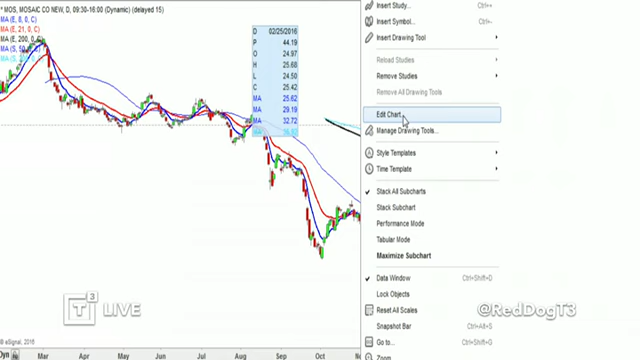 * MOS, MOSAIC CO NEW, D, 09:30-16:00 (Dynamic) (delayed 15)
MA (E, 8, 0, C)
MA (E, 21, 0, C)
MA (E, 200, 0, C)
MA (S, 50, 0, C)
D 02/25/2016
P 44.19
O 24.97
H 25.68
L 24.50
C 25.42
MA 25.62
MA 29.19
MA 32.72
Insert Study...
Insert Symbol...
Insert Drawing Tool
Reload Studies
Remove Studies
Remove All Drawing Tools
Edit Chart...
Manage Drawing Tools...
Style Templates
Time Template
Stack All Subcharts
Stack Subchart
Performance Mode
Tabular Mode
Maximize Subchart
Data Window Ctrl+Shift+D
Lock Objects
Reset All Scales
Snapshot Bar Ctrl+Alt+S
Go to... Ctrl+Shift+G
Zoom
T3 LIVE
@RedDogT3
© eSignal, 2016
Dyn
Mar Apr May Jun Jul Aug Sep Oct